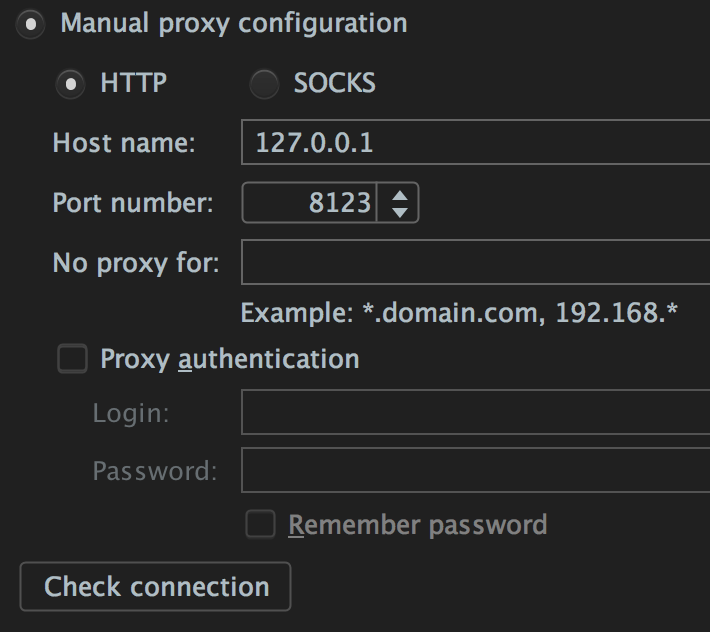 Manual proxy configuration
HTTP SOCKS
Host name: 127.0.0.1
Port number: 8123
No proxy for:
Example: *.domain.com, 192.168.*
Proxy authentication
Login:
Password:
Remember password
Check connection